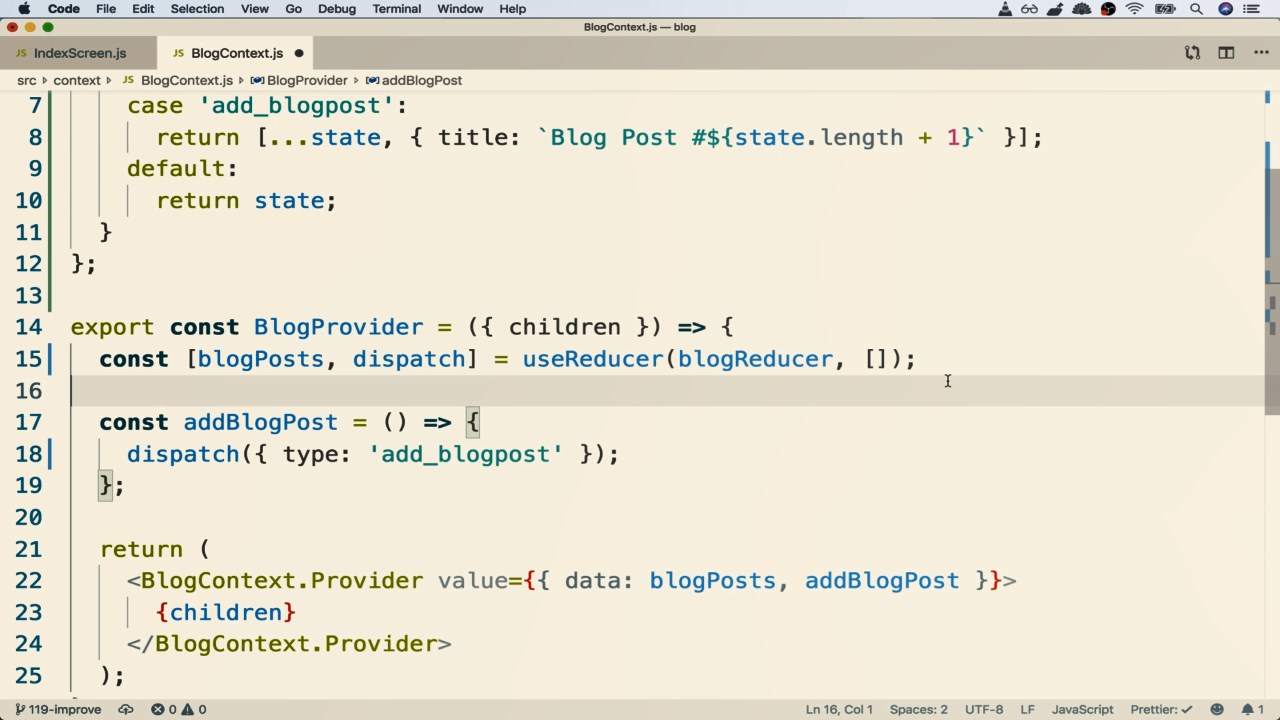 Code File Edit Selection View Go Debug Terminal Window Help
BlogContext.js — blog
JS IndexScreen.js JS BlogContext.js
src context JS BlogContext.js BlogProvider addBlogPost
7 case 'add_blogpost':
8 return [...state, { title: `Blog Post #${state.length + 1}` }];
9 default:
10 return state;
11 }
12 };
13
14 export const BlogProvider = ({ children }) => {
15 const [blogPosts, dispatch] = useReducer(blogReducer, []);
16
17 const addBlogPost = () => {
18 dispatch({ type: 'add_blogpost' });
19 };
20
21 return (
22 <BlogContext.Provider value={{ data: blogPosts, addBlogPost }}>
23 {children}
24 </BlogContext.Provider>
25 );
119-improve 0 0 Ln 16, Col 1 Spaces: 2 UTF-8 LF JavaScript Prettier: 1